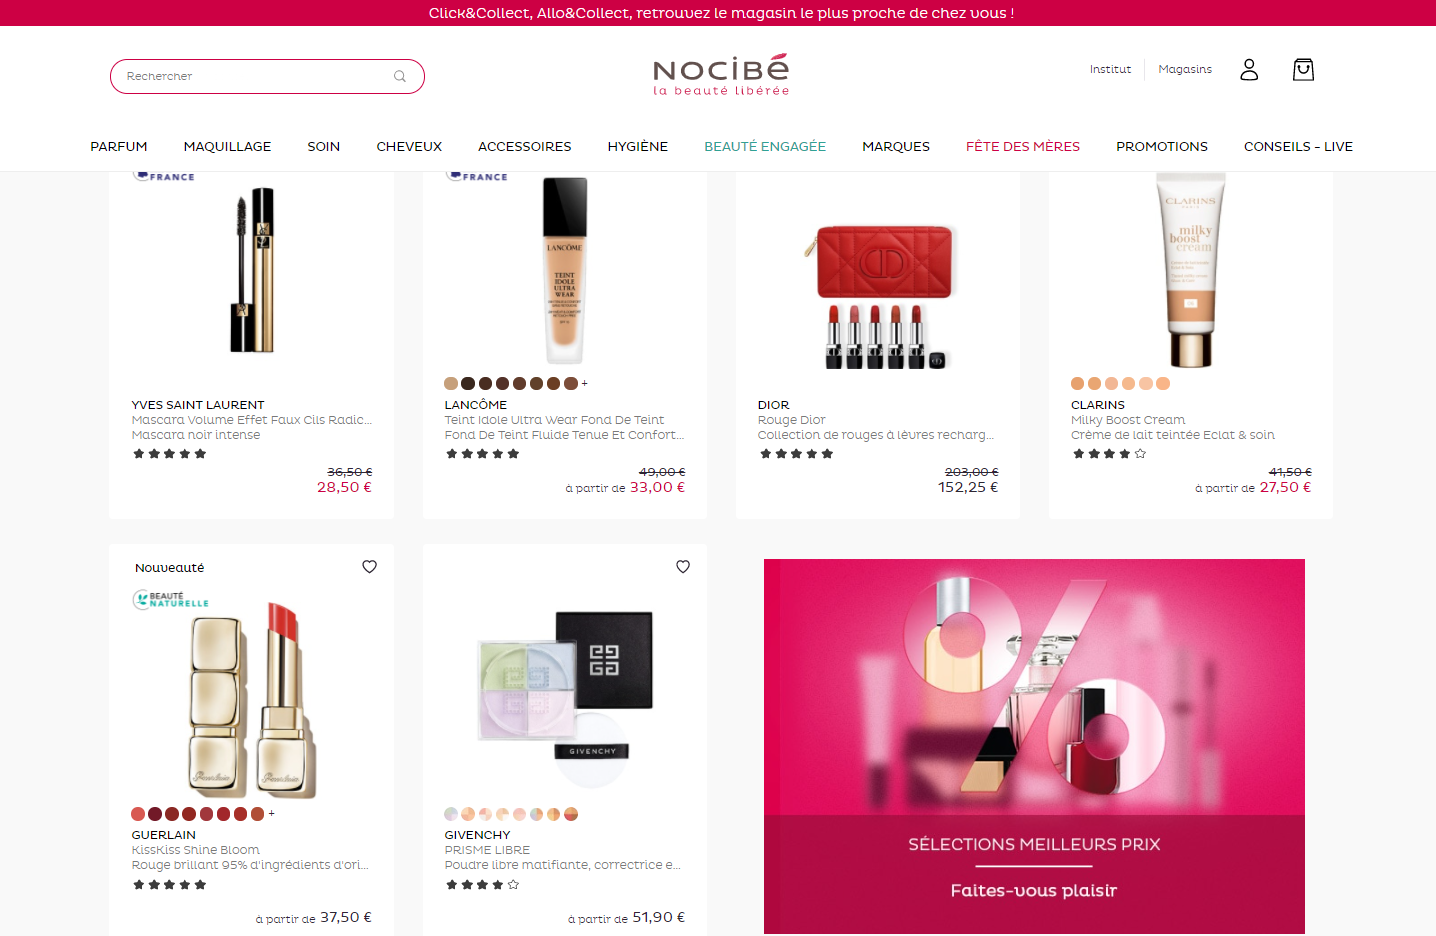 Click&Collect, Allo&Collect, retrouvez le magasin le plus proche de chez vous !
Rechercher
NOCIBÉ
la beauté libérée
Institut
Magasins
PARFUM
MAQUILLAGE
SOIN
CHEVEUX
ACCESSOIRES
HYGIÈNE
BEAUTÉ ENGAGÉE
MARQUES
FÊTE DES MÈRES
PROMOTIONS
CONSEILS - LIVE
FRANCE
YVES SAINT LAURENT
Mascara Volume Effet Faux Cils Radic...
Mascara noir intense
36,50 €
28,50 €
FRANCE
LANCÔME
TEINT
IDOLE
ULTRA
WEAR
+
LANCÔME
Teint Idole Ultra Wear Fond De Teint
Fond De Teint Fluide Tenue Et Confort...
49,00 €
à partir de 33,00 €
DIOR
Rouge Dior
Collection de rouges à lèvres recharg...
203,00 €
152,25 €
CLARINS
milky
boost
cream
CLARINS
Milky Boost Cream
Crème de lait teintée Eclat & soin
41,50 €
à partir de 27,50 €
Nouveauté
BEAUTÉ
NATURELLE
Guerlain
Guerlain
+
GUERLAIN
KissKiss Shine Bloom
Rouge brillant 95% d'ingrédients d'ori...
à partir de 37,50 €
GIVENCHY
GIVENCHY
PRISME LIBRE
Poudre libre matifiante, correctrice e...
à partir de 51,90 €
%
SÉLECTIONS MEILLEURS PRIX
Faites-vous plaisir